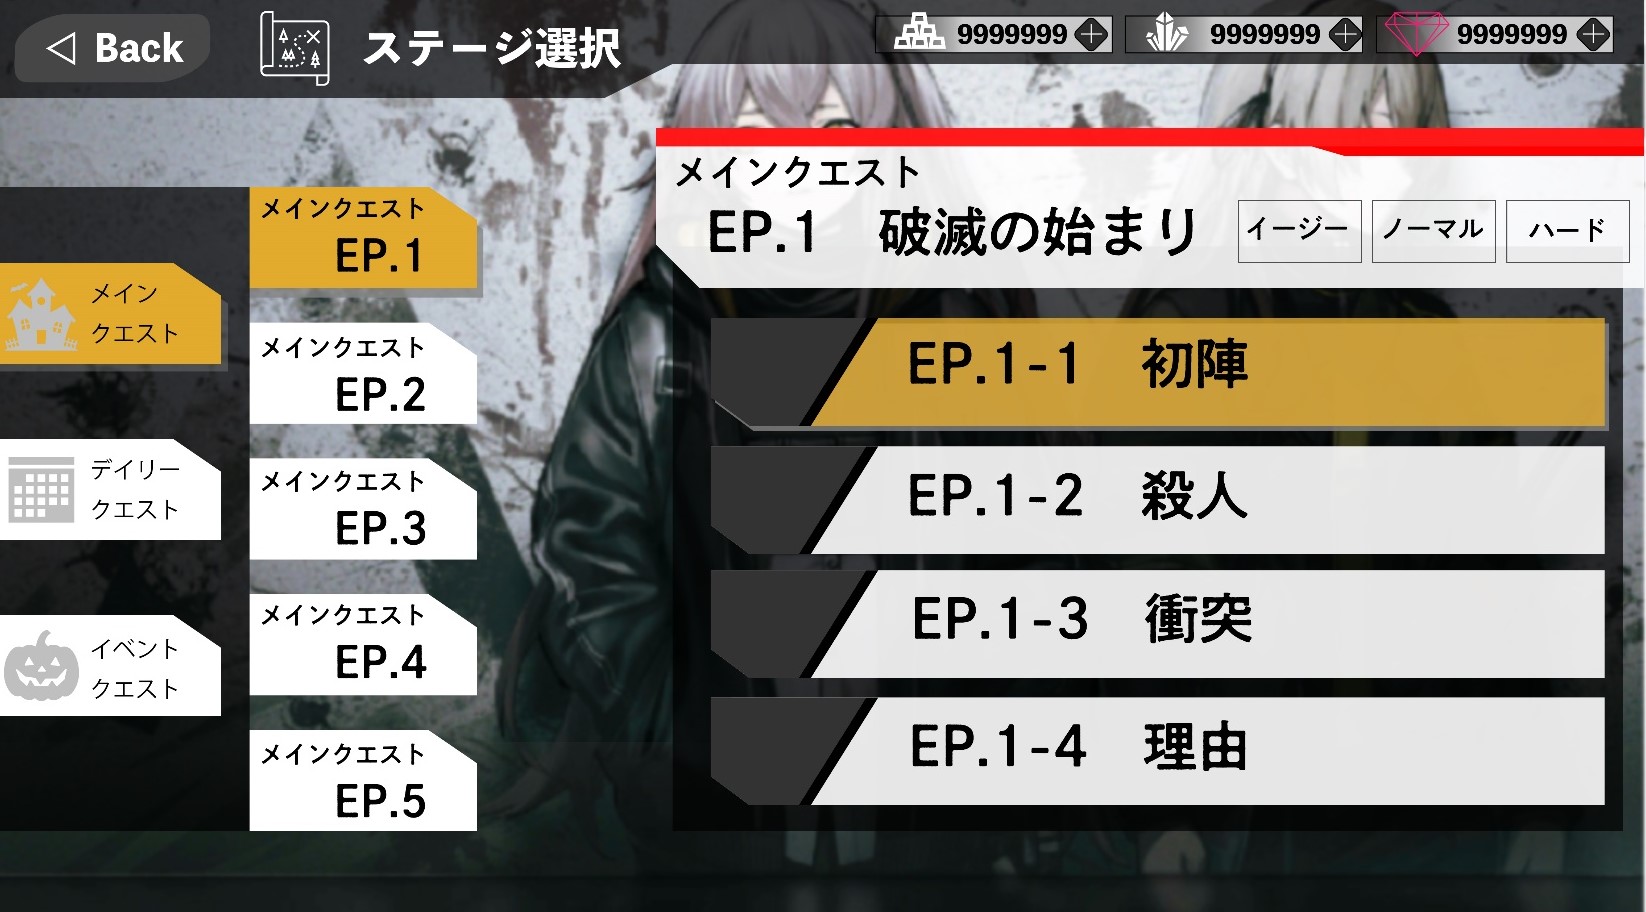 Back
ステージ選択
9999999
9999999
9999999
メイン
クエスト
デイリー
クエスト
イベント
クエスト
メインクエスト
EP.1
メインクエスト
EP.2
メインクエスト
EP.3
メインクエスト
EP.4
メインクエスト
EP.5
メインクエスト
EP.1 破滅の始まり
イージー
ノーマル
ハード
EP.1-1 初陣
EP.1-2 殺人
EP.1-3 衝突
EP.1-4 理由